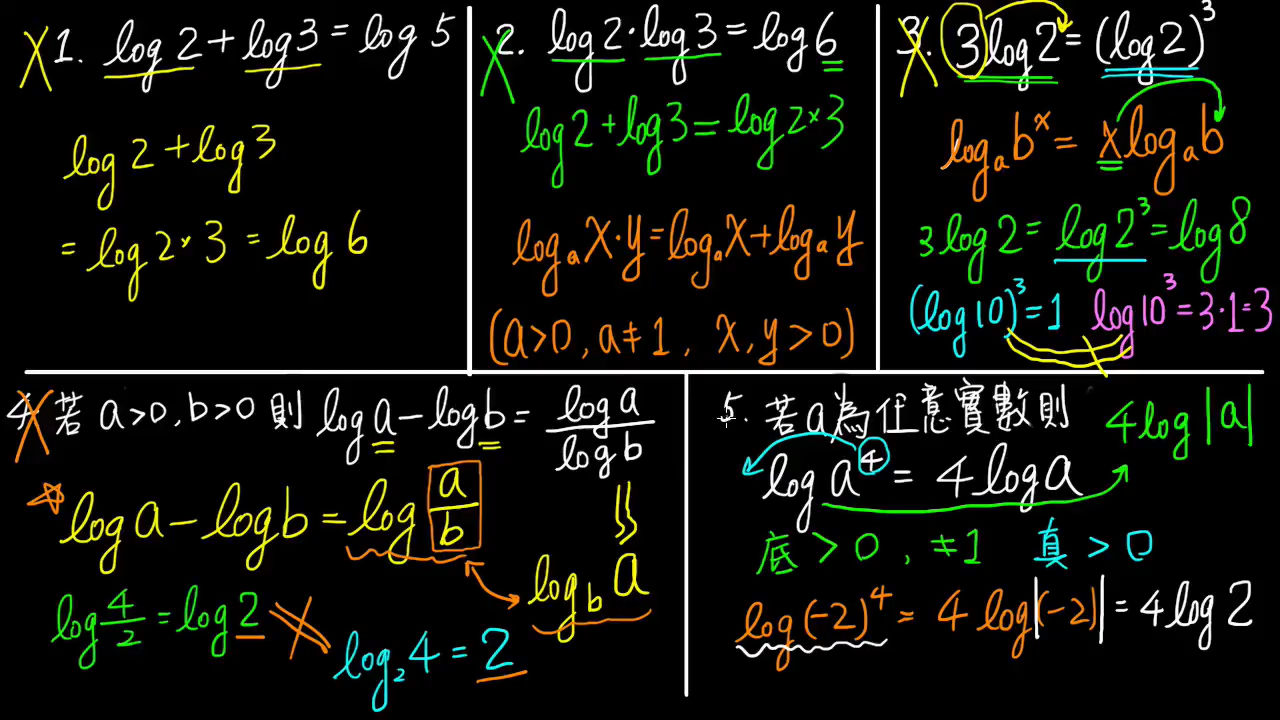 1. log 2 + log 3 = log 5
log 2 + log 3
= log 2 × 3 = log 6
2. log 2 · log 3 = log 6
log 2 + log 3 = log 2 × 3
logₐ x · y = logₐ x + logₐ y
(a > 0, a ≠ 1, x, y > 0)
3. 3 log 2 = (log 2)³
logₐ bˣ = x logₐ b
3 log 2 = log 2³ = log 8
(log 10)³ = 1 log 10³ = 3 · 1 = 3
4. 若 a > 0, b > 0 則 log a − log b = log a / log b
log a − log b = log a/b
log_b a
log 4/2 = log 2
log₂ 4 = 2
5. 若 a 為任意實數則
4 log |a|
log a⁴ = 4 log a
底 > 0, ≠ 1 真 > 0
log (−2)⁴ = 4 log |(−2)| = 4 log 2